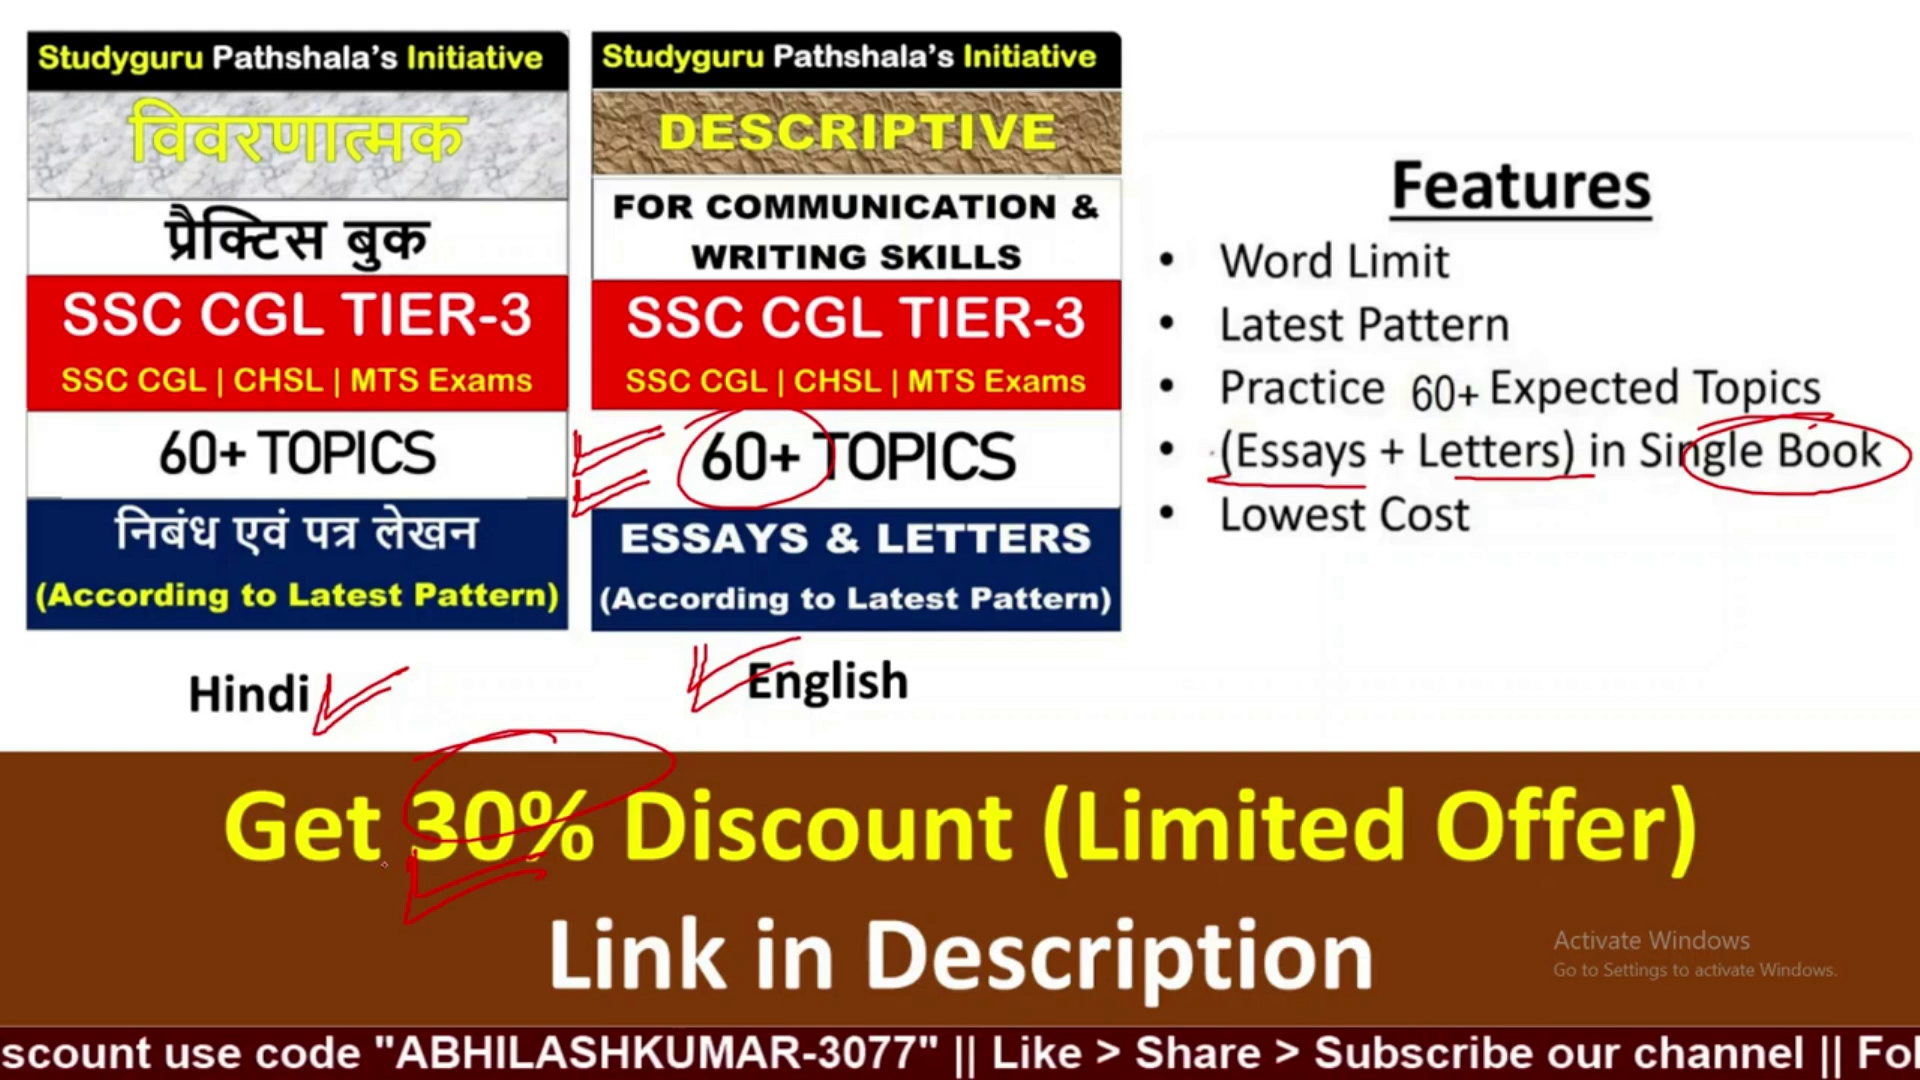 Studyguru Pathshala's Initiative
विवरणात्मक
प्रैक्टिस बुक
SSC CGL TIER-3
SSC CGL | CHSL | MTS Exams
60+ TOPICS
निबंध एवं पत्र लेखन
(According to Latest Pattern)
Hindi
Studyguru Pathshala's Initiative
DESCRIPTIVE
FOR COMMUNICATION &
WRITING SKILLS
SSC CGL TIER-3
SSC CGL | CHSL | MTS Exams
60+ TOPICS
ESSAYS & LETTERS
(According to Latest Pattern)
English
Features
• Word Limit
• Latest Pattern
• Practice 60+ Expected Topics
• (Essays + Letters) in Single Book
• Lowest Cost
Get 30% Discount (Limited Offer)
Link in Description
Activate Windows
Go to Settings to activate Windows.
scount use code "ABHILASHKUMAR-3077" || Like > Share > Subscribe our channel || Fol